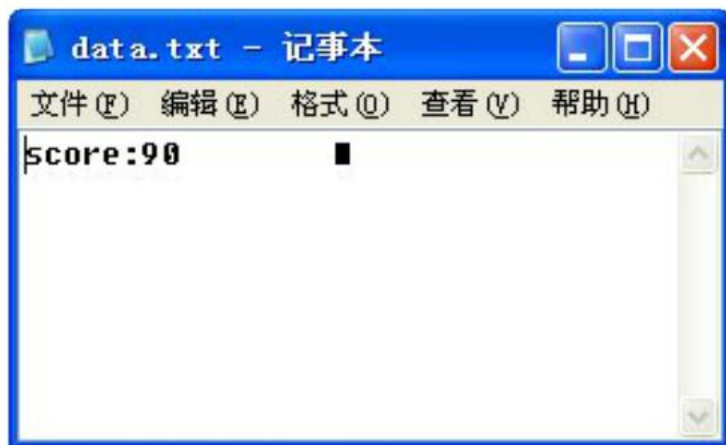 data.txt - 记事本
文件(F) 编辑(E) 格式(O) 查看(V) 帮助(H)
score:90 ■